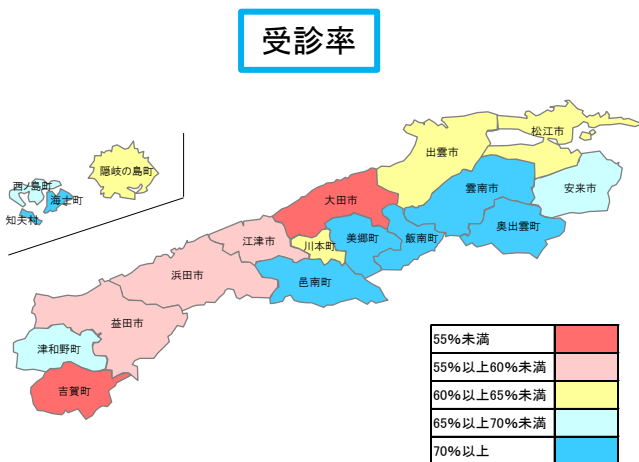 受診率
松江市
出雲市
隠岐の島町
西ノ島町
海士町
知夫村
雲南市
安来市
大田市
奥出雲町
飯南町
美郷町
川本町
江津市
邑南町
浜田市
益田市
津和野町
吉賀町
55%未満
55%以上60%未満
60%以上65%未満
65%以上70%未満
70%以上